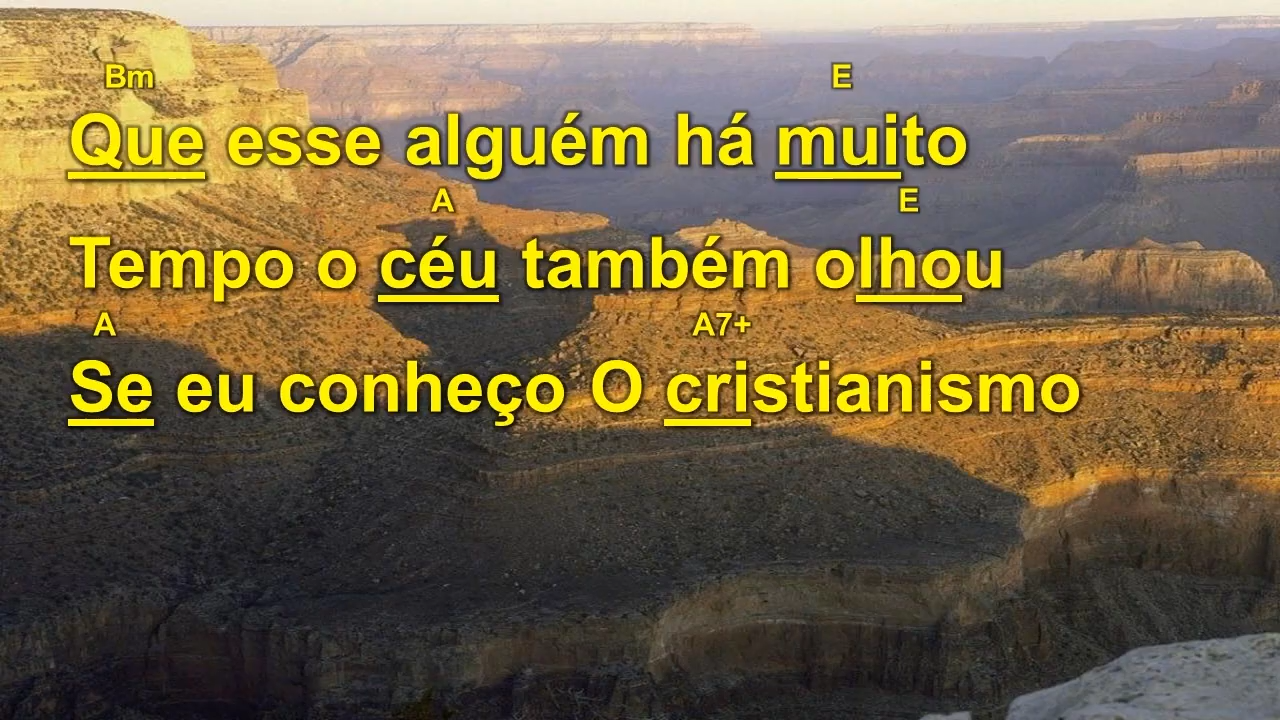 Bm E
Que esse alguém há muito
A E
Tempo o céu também olhou
A A7+
Se eu conheço O cristianismo